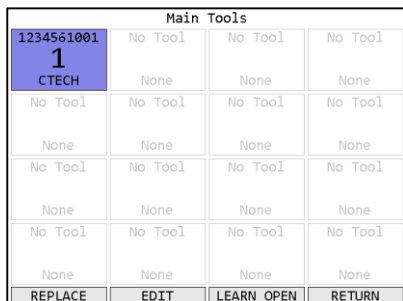 Main Tools
1234561001 No Tool No Tool No Tool
1
CTECH None None None
No Tool No Tool No Tool No Tool
None None None None
No Tool No Tool No Tool No Tool
None None None None
No Tool No Tool No Tool No Tool
None None None None
REPLACE EDIT LEARN OPEN RETURN